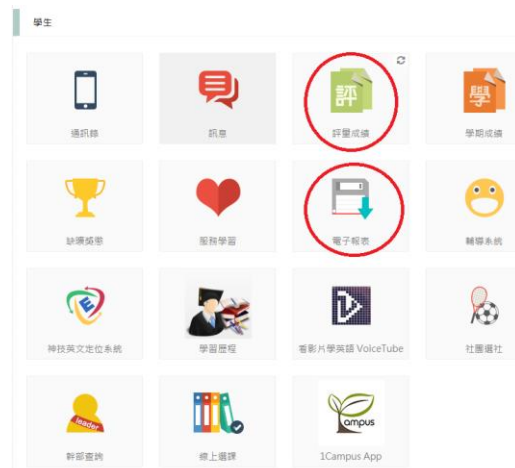 學生
評
學
通訊錄
訊息
評量成績
學期成績
缺曠獎懲
服務學習
電子報表
輔導系統
E
神技英文定位系統
學習歷程
看影片學英語 VoiceTube
社團選社
leader
Campus
幹部查詢
線上選課
1Campus App